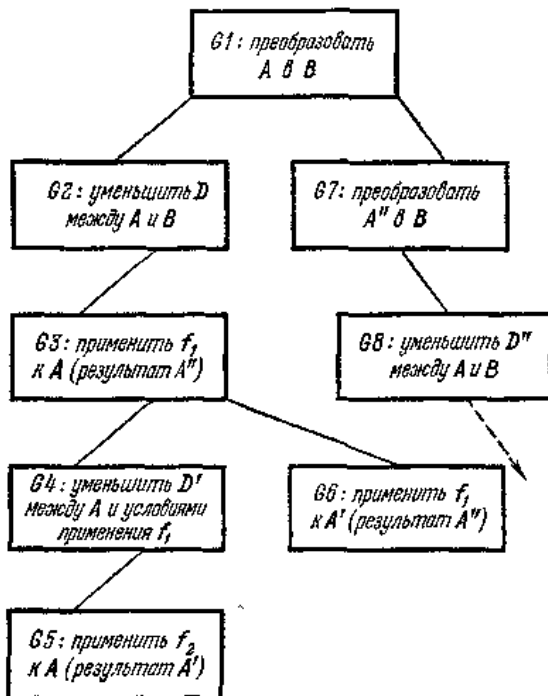 G1: преобразовать
A в B
G2: уменьшить D
между A и B
G7: преобразовать
A" в B
G3: применить f₁
к A (результат A")
G8: уменьшить D"
между A и B
G4: уменьшить D'
между A и условиями
применения f₁
G6: применить f₁
к A' (результат A")
G5: применить f₂
к A (результат A')